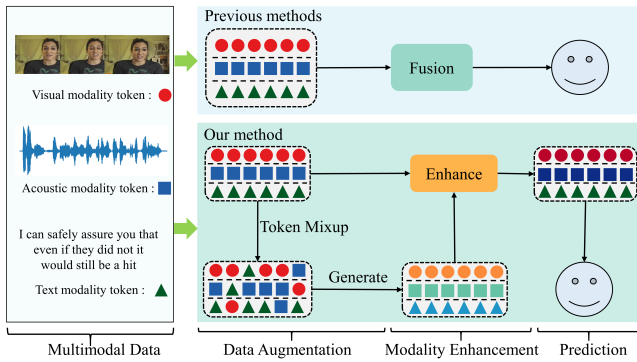 Previous methods
Fusion
Visual modality token :
Acoustic modality token :
I can safely assure you that
even if they did not it
would still be a hit
Text modality token :
Our method
Enhance
Token Mixup
Generate
Multimodal Data
Data Augmentation
Modality Enhancement
Prediction